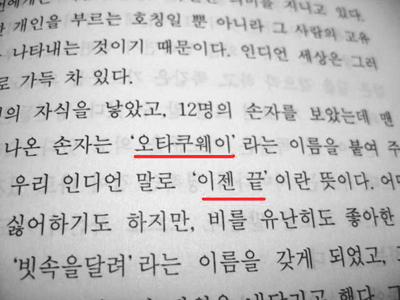 지니고 있다.
한 개인을 부르는 호칭일 뿐 아니라 그 사람의 고유
나타내는 것이기 때문이다. 인디언 세상은 그러
로 가득 차 있다.
의 자식을 낳았고, 12명의 손자를 보았는데 맨
나온 손자는 '오타쿠웨이'라는 이름을 붙여 주
우리 인디언 말로 '이젠 끝'이란 뜻이다. 어
싫어하기도 하지만, 비를 유난히도 좋아한
'빗속을달려'라는 이름을 갖게 되었고,